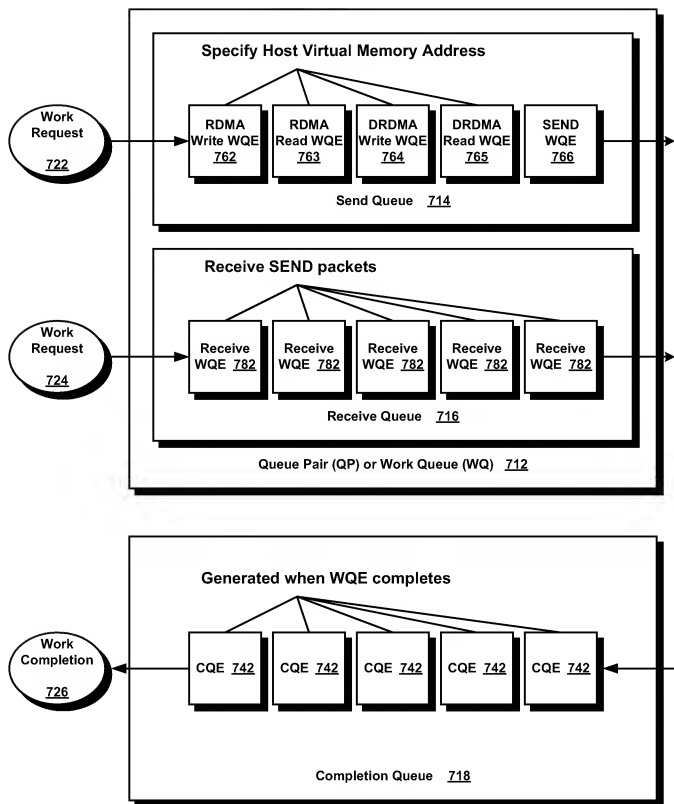 Specify Host Virtual Memory Address
Work
Request
722
RDMA
Write WQE
762
RDMA
Read WQE
763
DRDMA
Write WQE
764
DRDMA
Read WQE
765
SEND
WQE
766
Send Queue 714
Receive SEND packets
Work
Request
724
Receive
WQE 782
Receive
WQE 782
Receive
WQE 782
Receive
WQE 782
Receive
WQE 782
Receive Queue 716
Queue Pair (QP) or Work Queue (WQ) 712
Generated when WQE completes
Work
Completion
726
CQE 742
CQE 742
CQE 742
CQE 742
CQE 742
Completion Queue 718